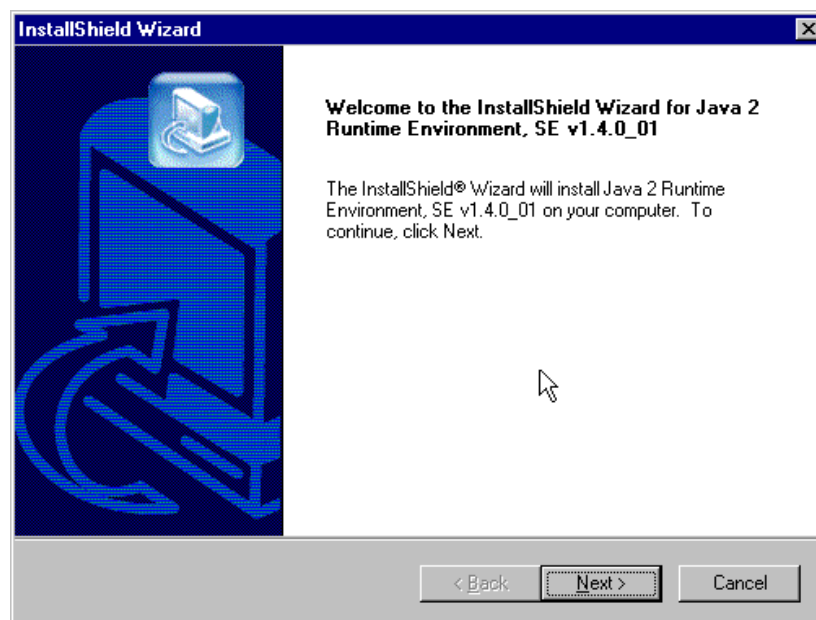 InstallShield Wizard
Welcome to the InstallShield Wizard for Java 2
Runtime Environment, SE v1.4.0_01
The InstallShield® Wizard will install Java 2 Runtime
Environment, SE v1.4.0_01 on your computer.  To
continue, click Next.
< Back
Next >
Cancel